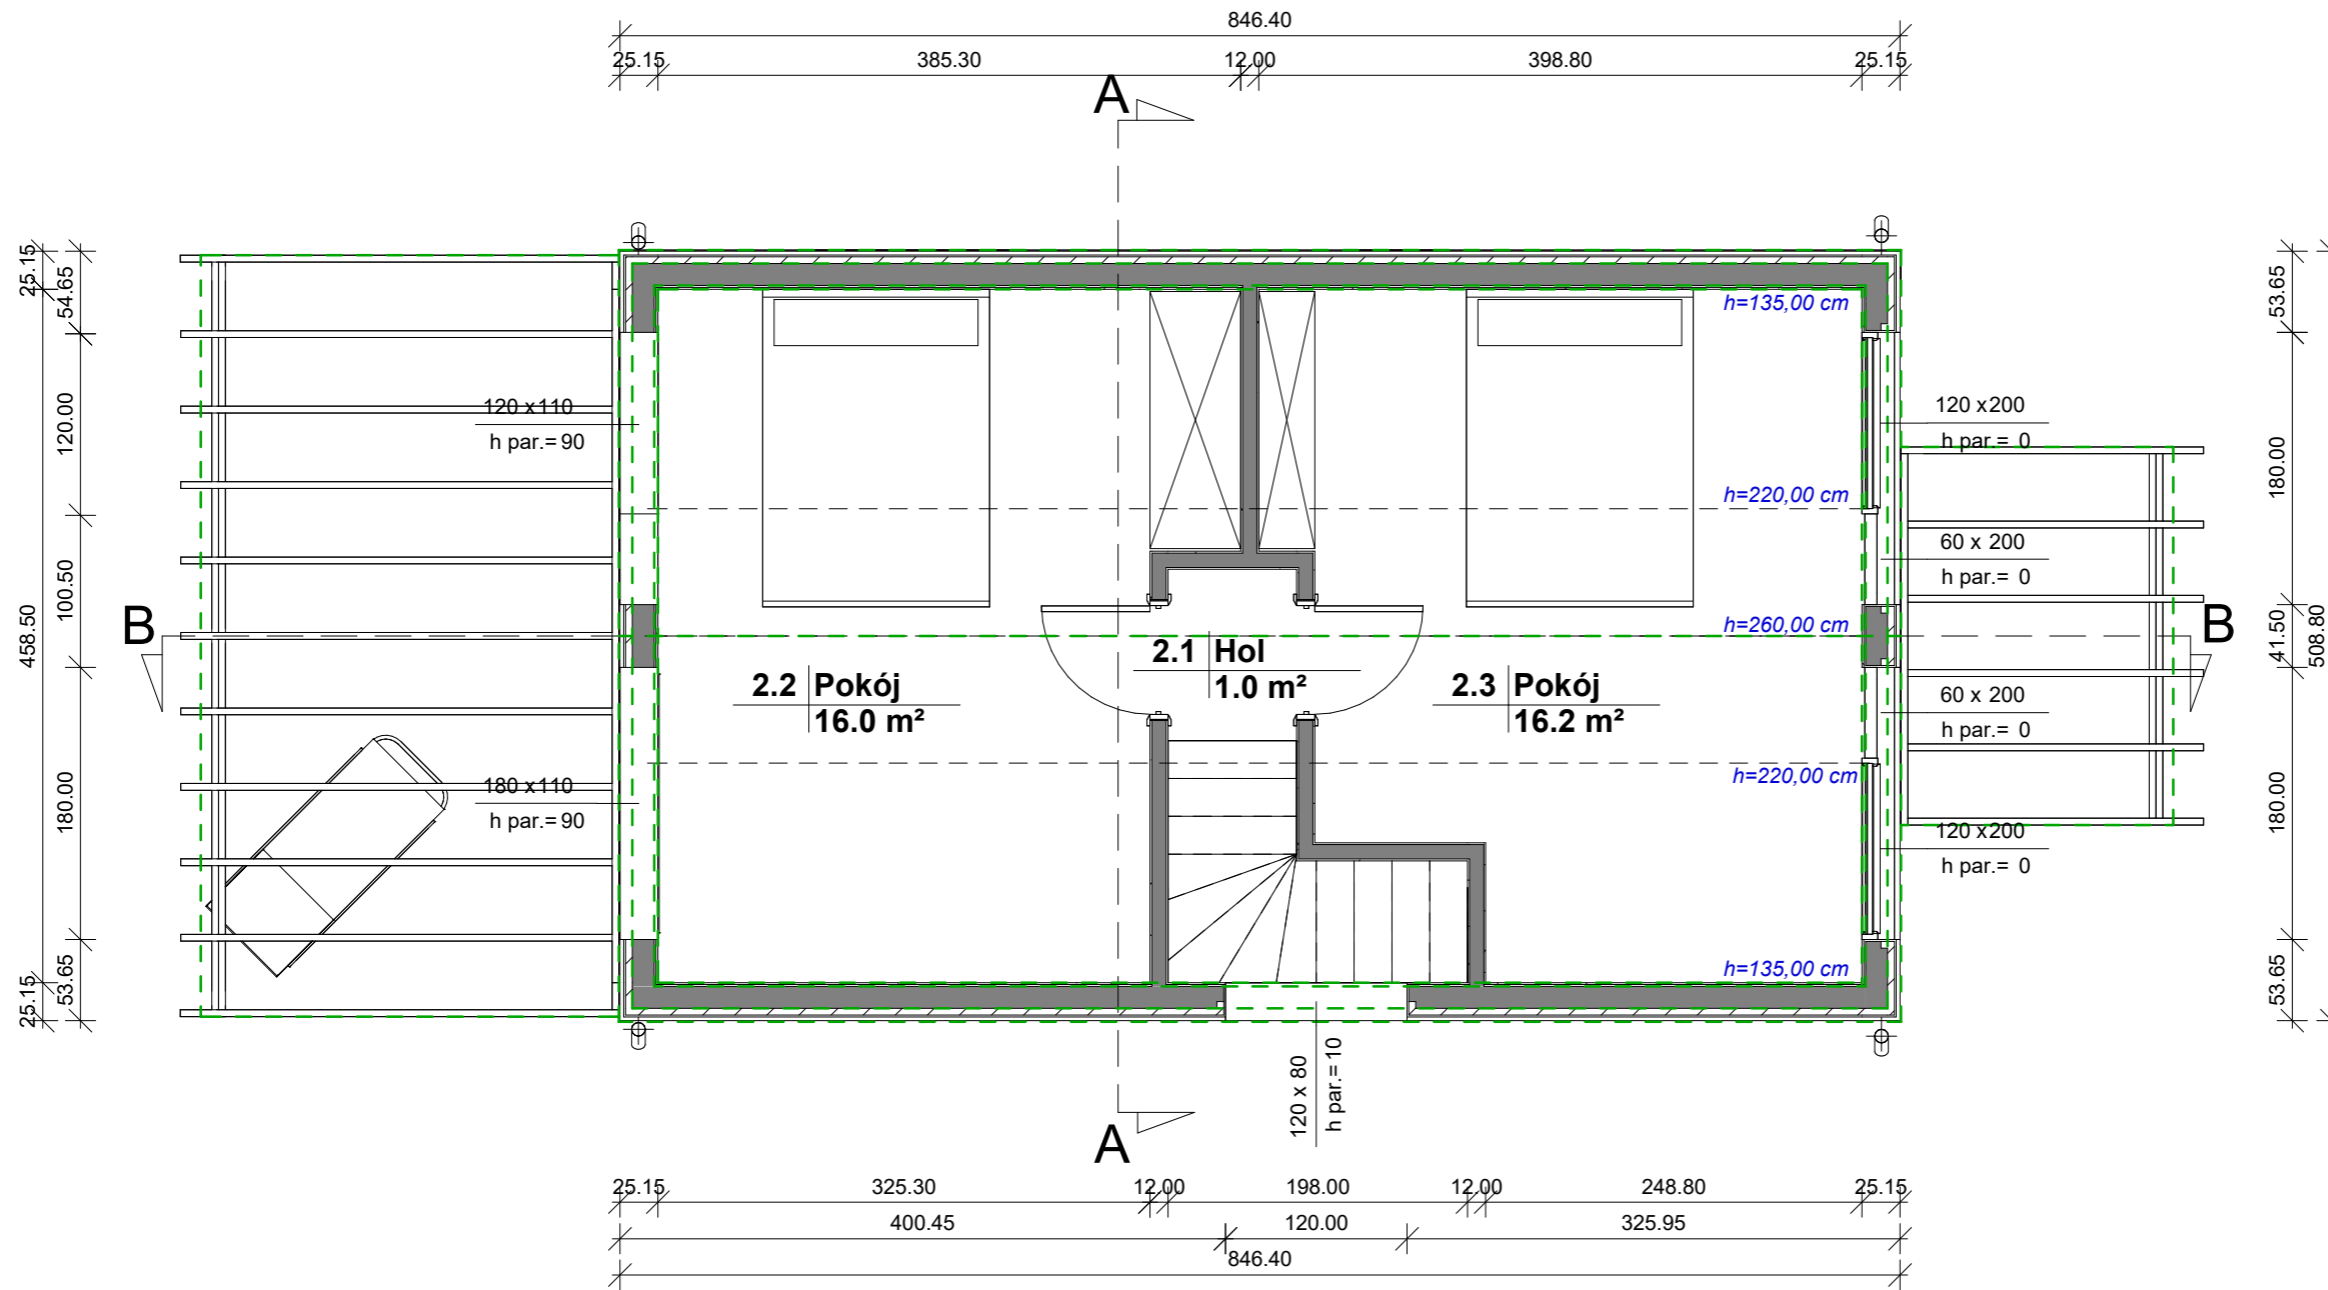 846.40
25.15 385.30 12.00 398.80 25.15
A
25.15
54.65
120.00
100.50
458.50
180.00
25.15
53.65
120 x110
h par.= 90
180 x110
h par.= 90
B
h=135,00 cm
h=220,00 cm
h=260,00 cm
2.1 Hol
1.0 m²
2.2 Pokój
16.0 m²
2.3 Pokój
16.2 m²
h=220,00 cm
h=135,00 cm
120 x200
h par.= 0
60 x 200
h par.= 0
60 x 200
h par.= 0
120 x200
h par.= 0
B
53.65
180.00
41.50
508.80
180.00
53.65
120 x 80
h par.= 10
A
25.15 325.30 12.00 198.00 12.00 248.80 25.15
400.45 120.00 325.95
846.40